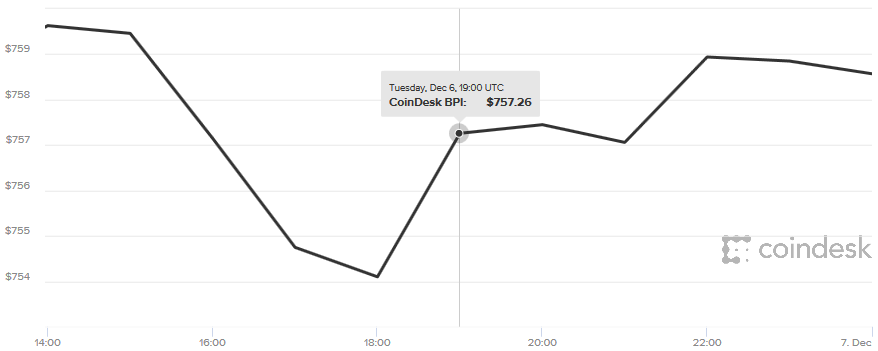 $759
$758
$757
$756
$755
$754
Tuesday, Dec 6, 19:00 UTC
CoinDesk BPI: $757.26
coindesk
14:00 16:00 18:00 20:00 22:00 7. Dec